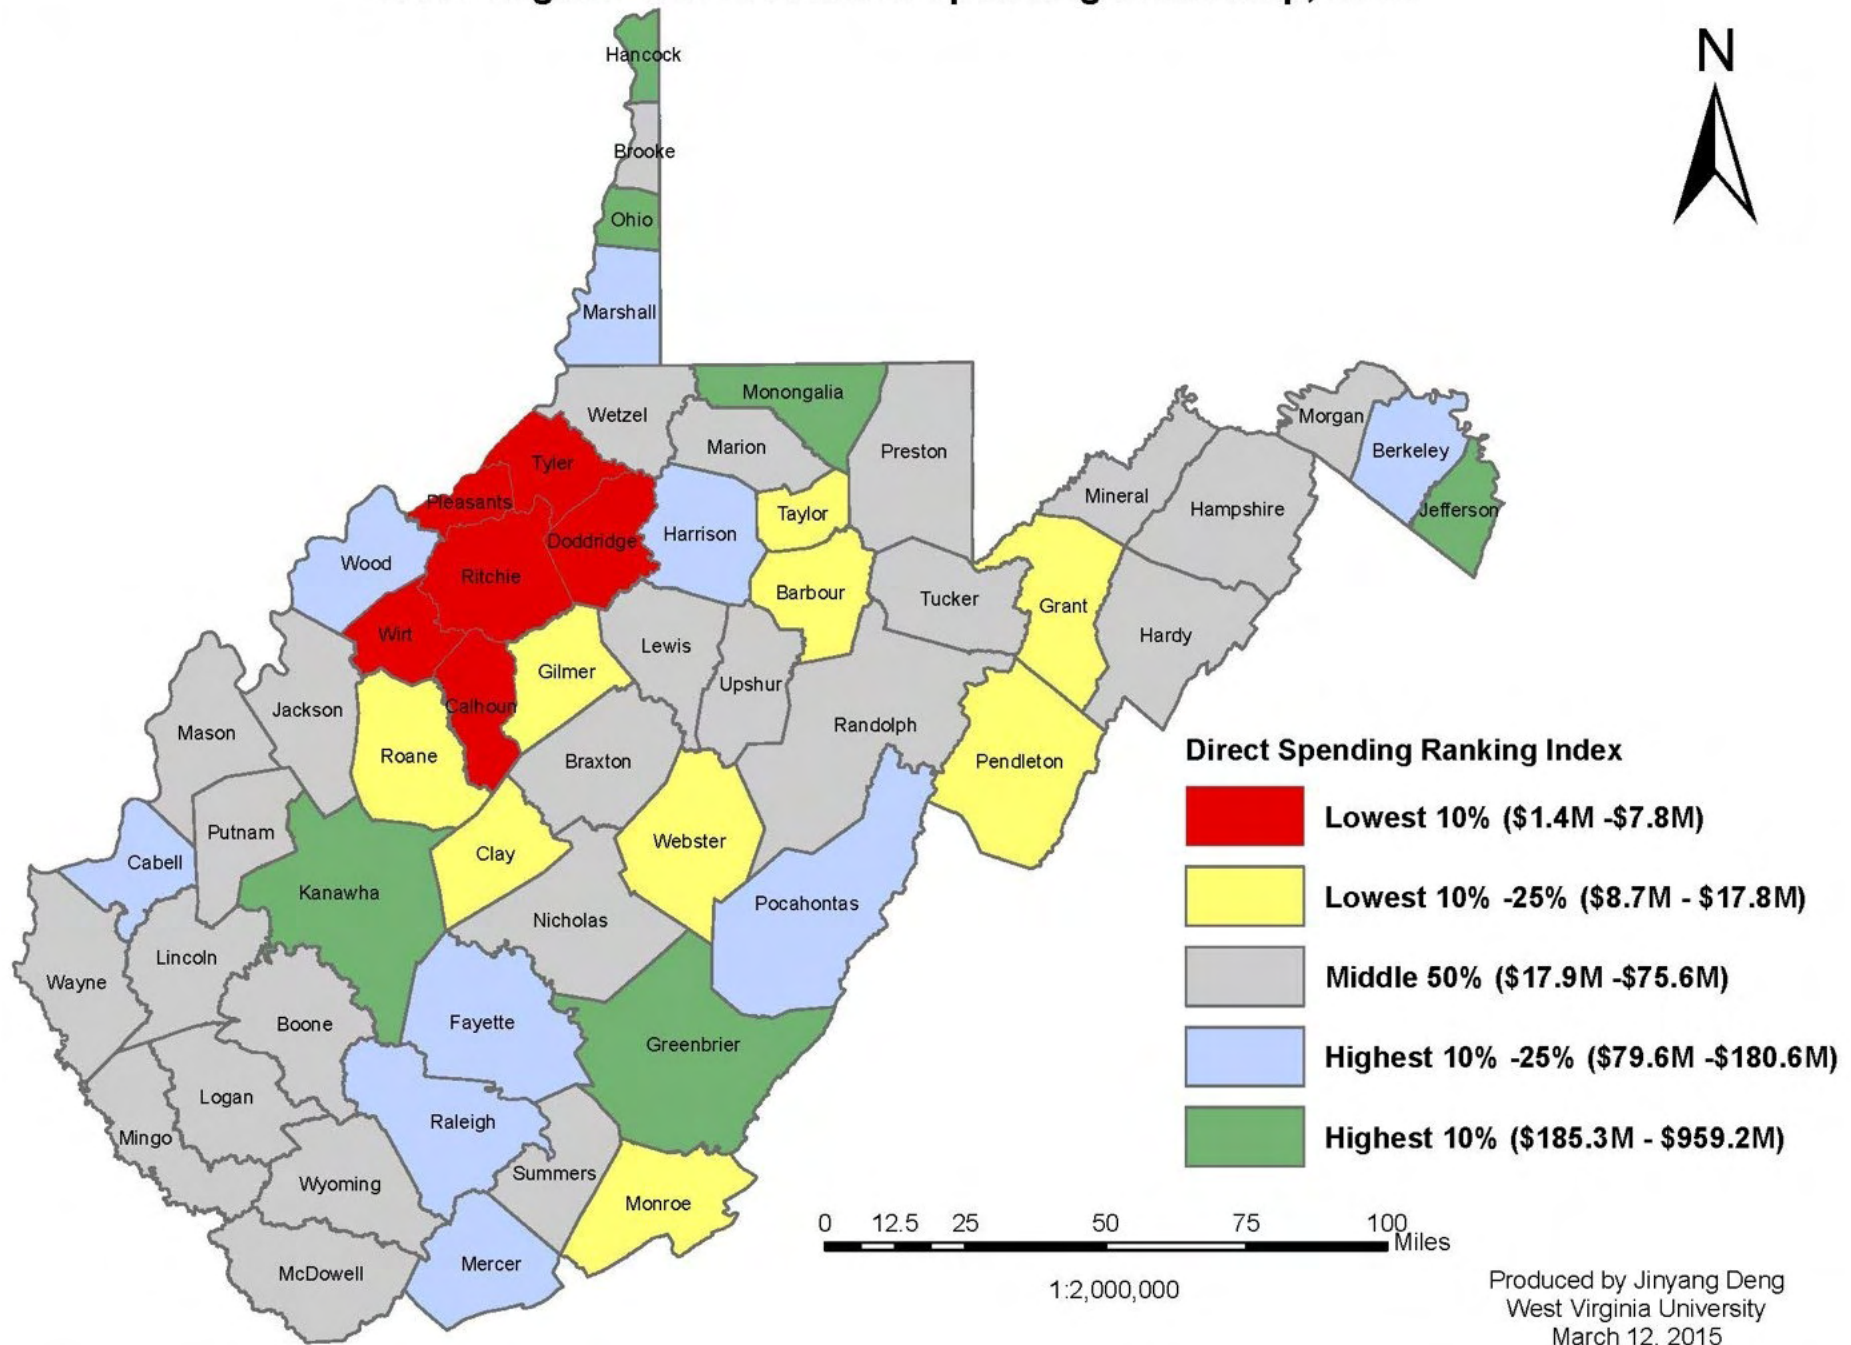 N
Hancock
Brooke
Ohio
Marshall
Wetzel
Monongalia
Marion
Preston
Tyler
Pleasants
Doddridge
Harrison
Taylor
Wood
Ritchie
Barbour
Tucker
Mineral
Hampshire
Morgan
Berkeley
Jefferson
Grant
Hardy
Wirt
Gilmer
Lewis
Upshur
Calhoun
Jackson
Mason
Roane
Braxton
Randolph
Pendleton
Putnam
Cabell
Kanawha
Clay
Webster
Nicholas
Pocahontas
Wayne
Lincoln
Boone
Fayette
Greenbrier
Logan
Mingo
Raleigh
Summers
Wyoming
Monroe
McDowell
Mercer
Direct Spending Ranking Index
Lowest 10% ($1.4M -$7.8M)
Lowest 10% -25% ($8.7M - $17.8M)
Middle 50% ($17.9M -$75.6M)
Highest 10% -25% ($79.6M -$180.6M)
Highest 10% ($185.3M - $959.2M)
0 12.5 25 50 75 100
Miles
1:2,000,000
Produced by Jinyang Deng
West Virginia University
March 12, 2015